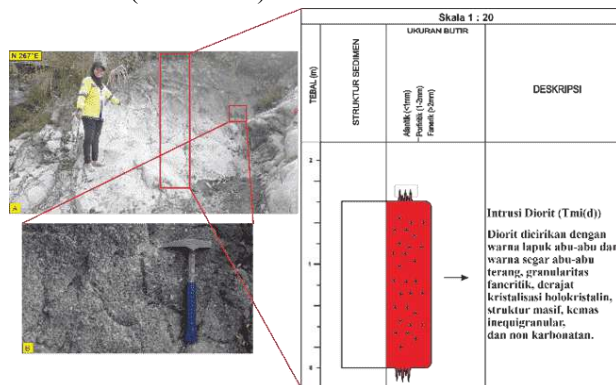 Skala 1 : 20
N 267°E
TEBAL (m)
STRUKTUR SEDIMEN
UKURAN BUTIR
Afanitik (<1mm)
Porfiritik (1-2mm)
Fanerik (>2mm)
DESKRIPSI
2
1
0
A
B
Intrusi Diorit (Tmi(d))
Diorit dicirikan dengan
warna lapuk abu-abu dan
warna segar abu-abu
terang, granularitas
faneritik, derajat
kristalisasi holokristalin,
struktur masif, kemas
inequigranular,
dan non karbonatan.